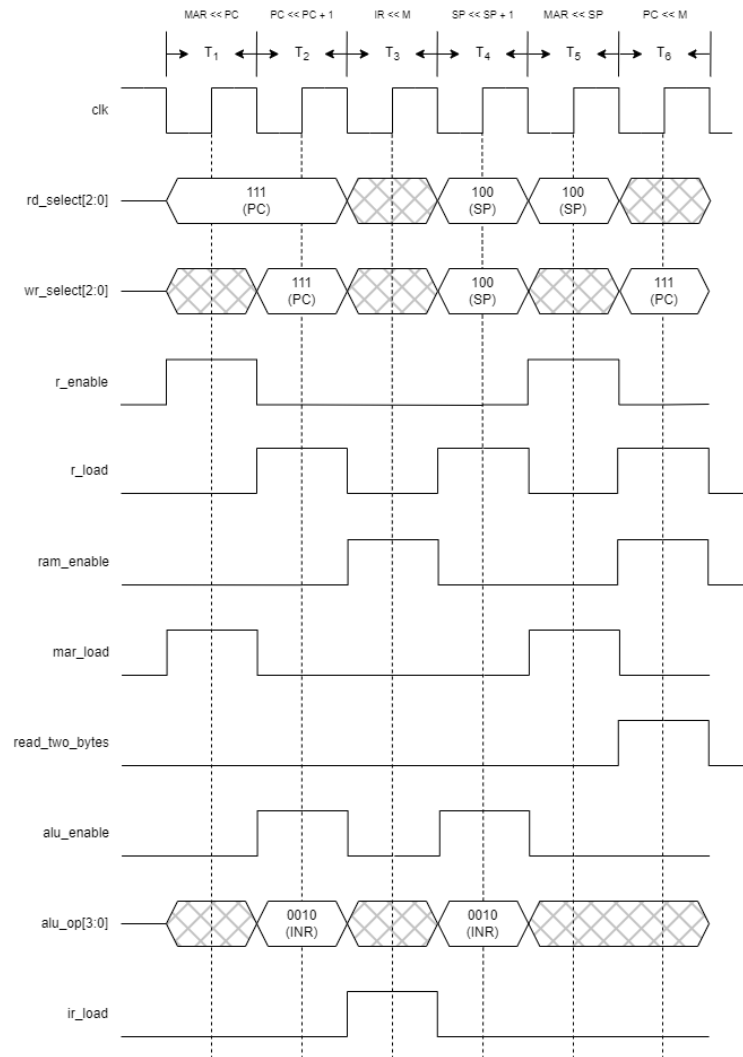 MAR << PC
PC << PC + 1
IR << M
SP << SP + 1
MAR << SP
PC << M
T1
T2
T3
T4
T5
T6
clk
rd_select[2:0]
111
(PC)
100
(SP)
100
(SP)
wr_select[2:0]
111
(PC)
100
(SP)
111
(PC)
r_enable
r_load
ram_enable
mar_load
read_two_bytes
alu_enable
alu_op[3:0]
0010
(INR)
0010
(INR)
ir_load